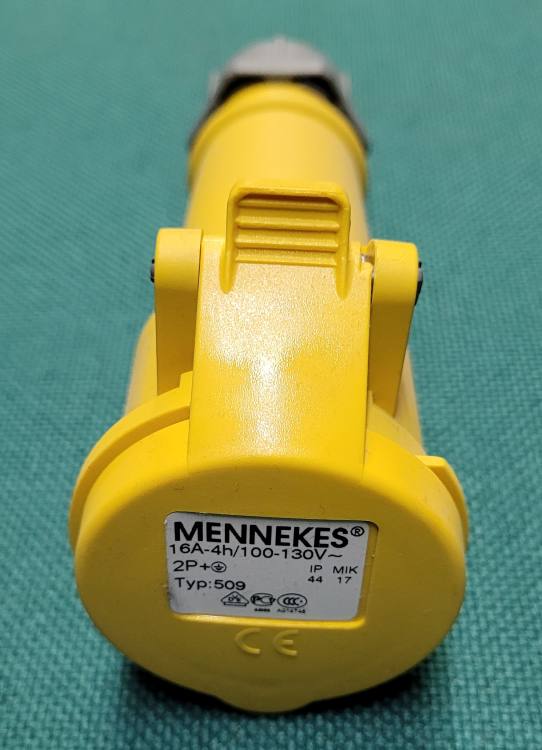 MENNEKES®
16A-4h/100-130V~
2P+⏚
IP MIK
Typ:509 44 17
CE